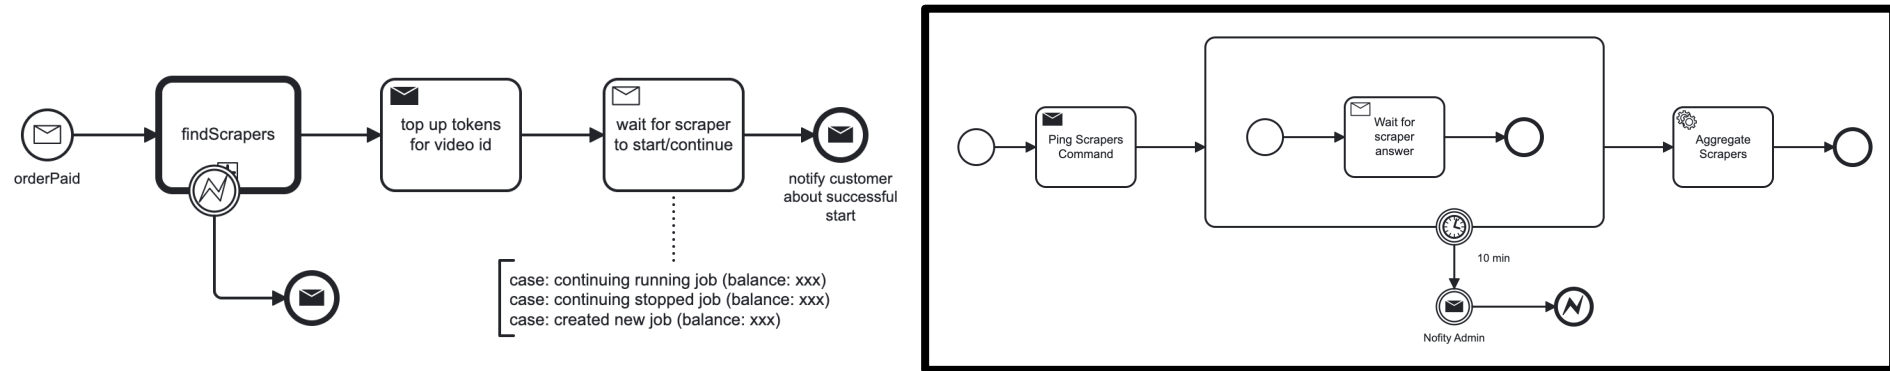 orderPaid
findScrapers
top up tokens
for video id
wait for scraper
to start/continue
notify customer
about successful
start
case: continuing running job (balance: xxx)
case: continuing stopped job (balance: xxx)
case: created new job (balance: xxx)
Ping Scrapers
Command
Wait for
scraper
answer
10 min
Nofity Admin
Aggregate
Scrapers